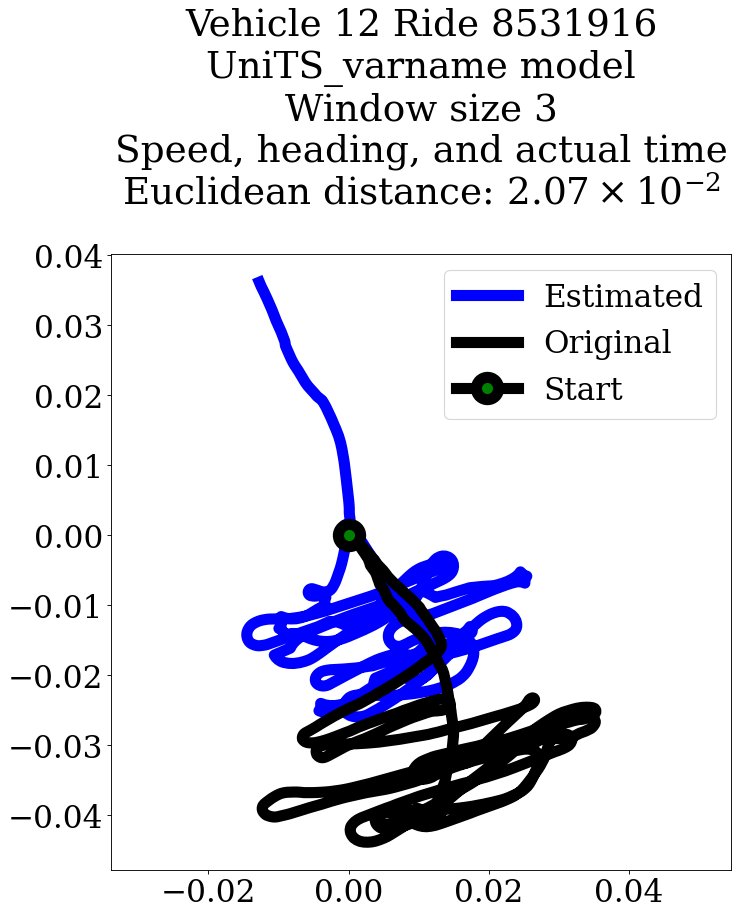 Vehicle 12 Ride 8531916
UniTS_varname model
Window size 3
Speed, heading, and actual time
Euclidean distance: 2.07 × 10⁻²
Estimated
Original
Start
0.04
0.03
0.02
0.01
0.00
−0.01
−0.02
−0.03
−0.04
−0.02 0.00 0.02 0.04